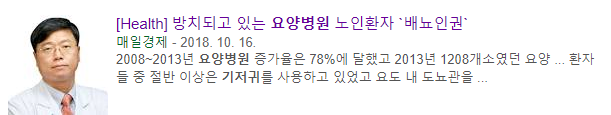 [Health] 방치되고 있는 요양병원 노인환자 `배뇨인권`
매일경제 - 2018. 10. 16.
2008~2013년 요양병원 증가율은 78%에 달했고 2013년 1208개소였던 요양 ... 환자
들 중 절반 이상은 기저귀를 사용하고 있었고 요도 내 도뇨관을 ...